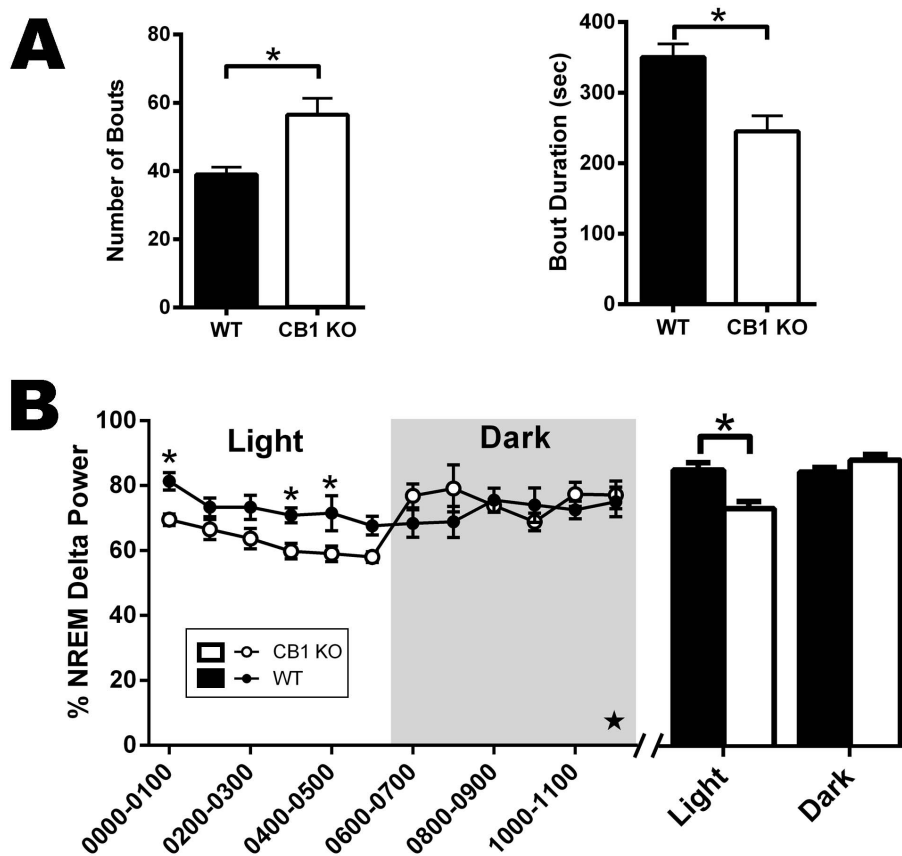 A
Number of Bouts
80
60
40
20
0
*
WT
CB1 KO
Bout Duration (sec)
400
300
200
100
0
*
WT
CB1 KO
B
% NREM Delta Power
100
80
60
40
20
0
Light
Dark
*
*
*
*
CB1 KO
WT
★
0000-0100
0200-0300
0400-0500
0600-0700
0800-0900
1000-1100
Light
Dark